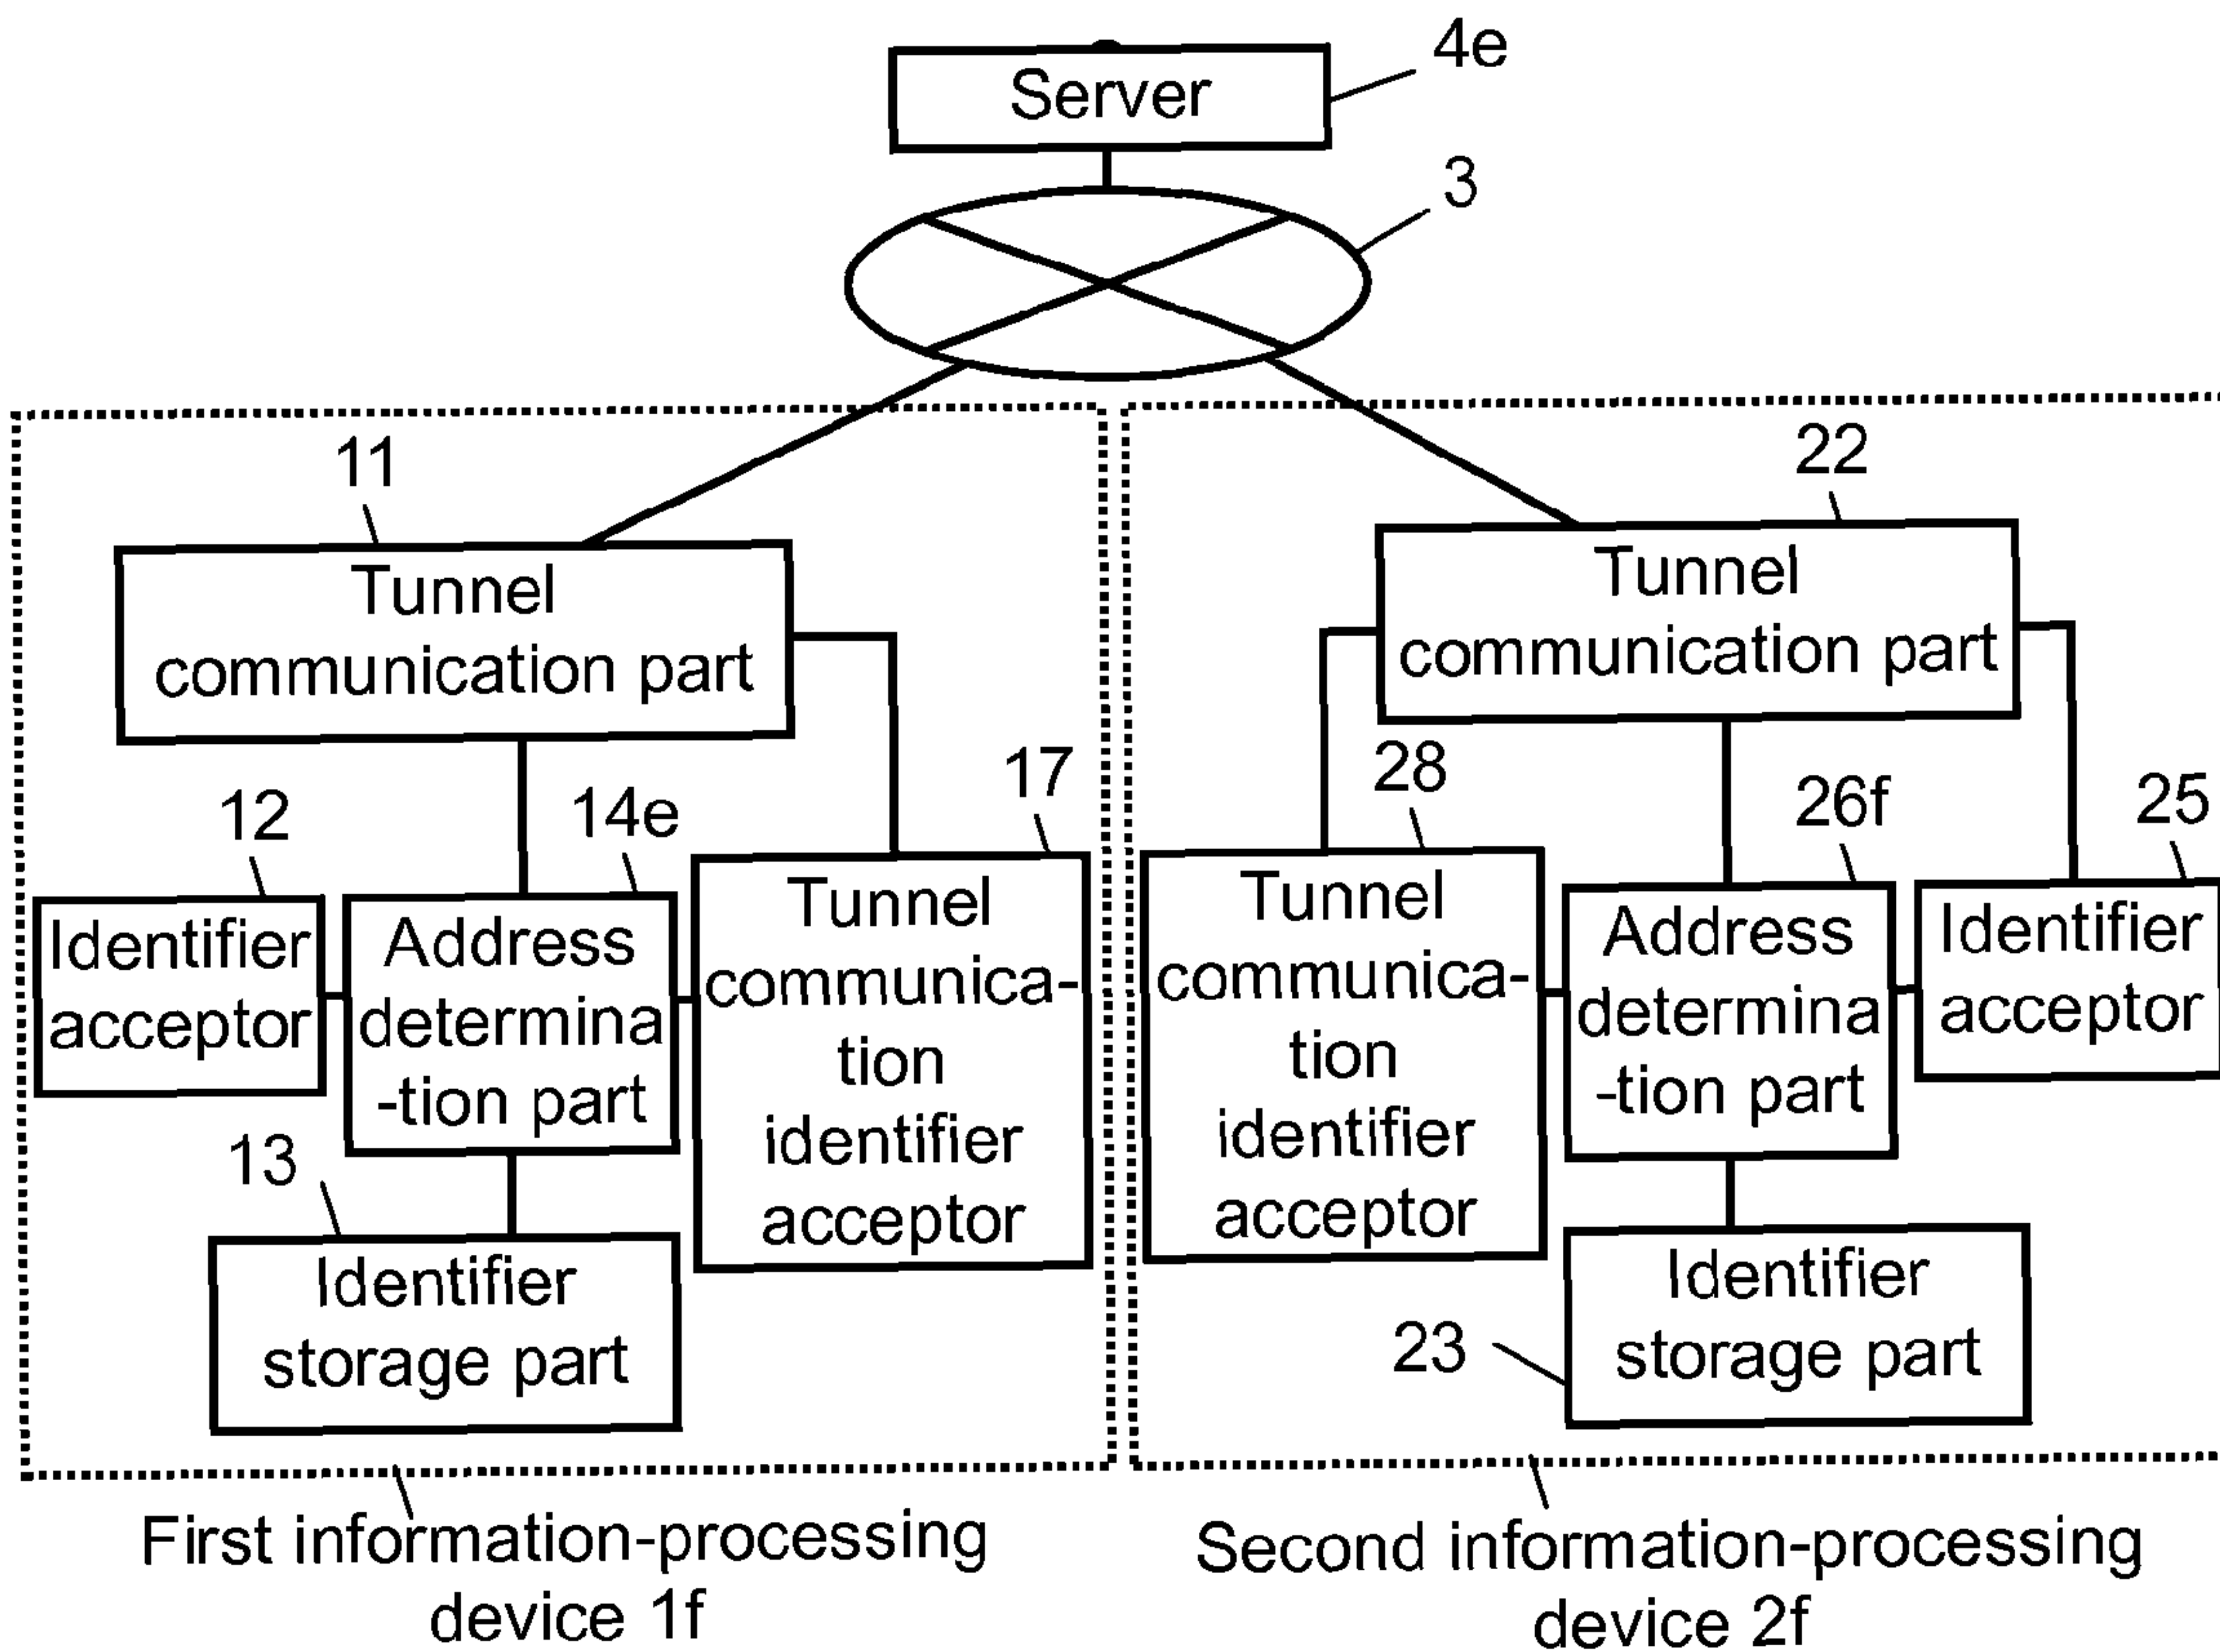 Server
4e
3
11
Tunnel
communication part
22
Tunnel
communication part
12
Identifier
acceptor
14e
Address
determina
-tion part
17
Tunnel
communica-
tion
identifier
acceptor
13
Identifier
storage part
28
Tunnel
communica-
tion
identifier
acceptor
26f
Address
determina
-tion part
25
Identifier
acceptor
23
Identifier
storage part
First information-processing
device 1f
Second information-processing
device 2f